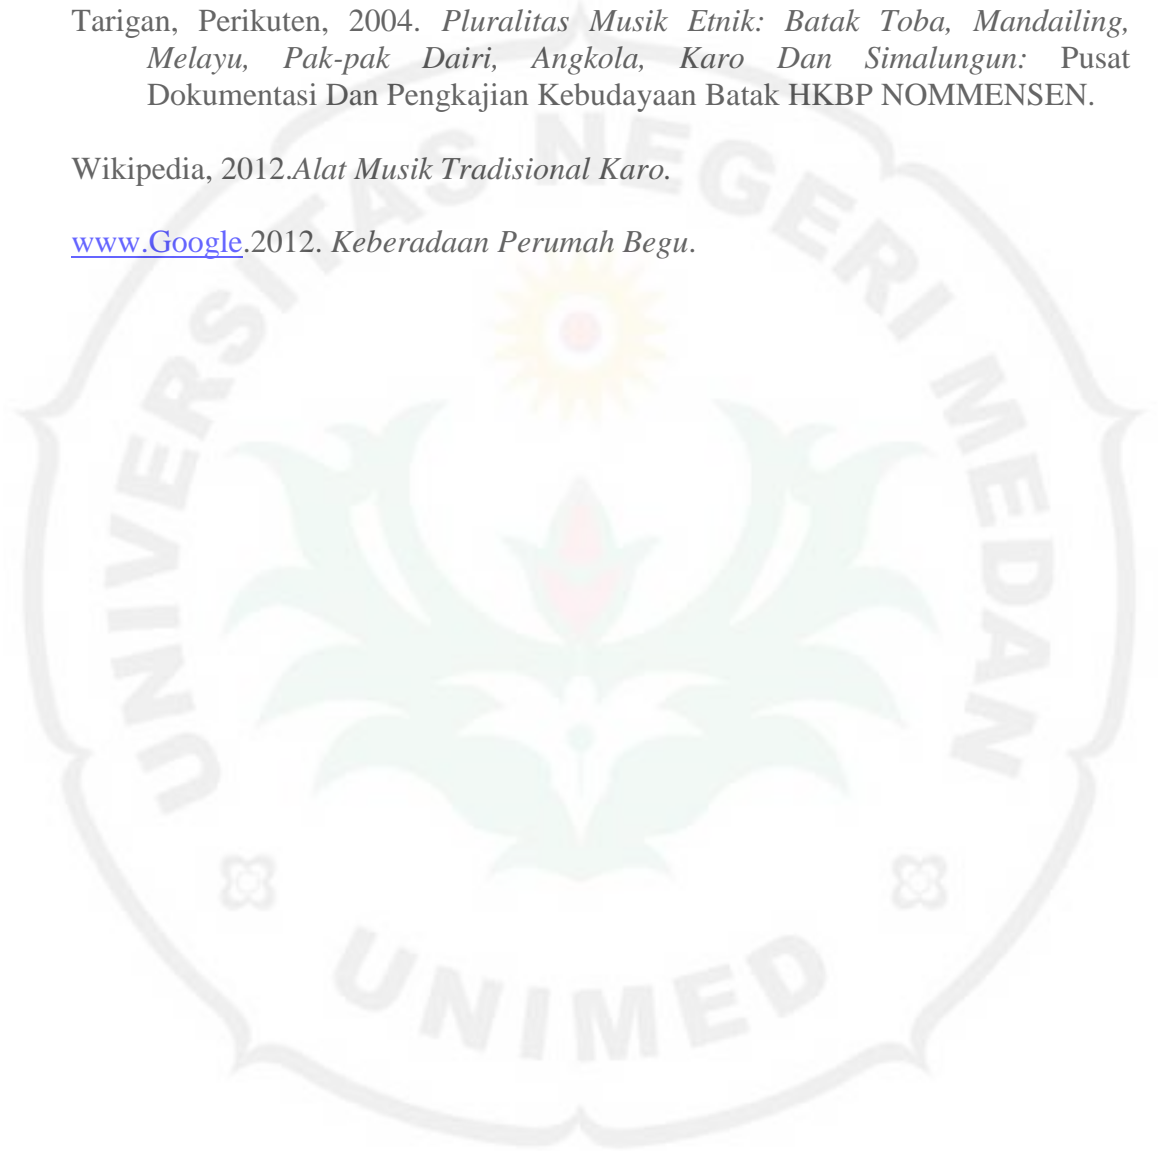 Tarigan, Perikuten, 2004. Pluralitas Musik Etnik: Batak Toba, Mandailing,
Melayu, Pak-pak Dairi, Angkola, Karo Dan Simalungun: Pusat
Dokumentasi Dan Pengkajian Kebudayaan Batak HKBP NOMMENSEN.
Wikipedia, 2012.Alat Musik Tradisional Karo.
www.Google.2012. Keberadaan Perumah Begu.
UNIVERSITAS NEGERI MEDAN
UNIMED